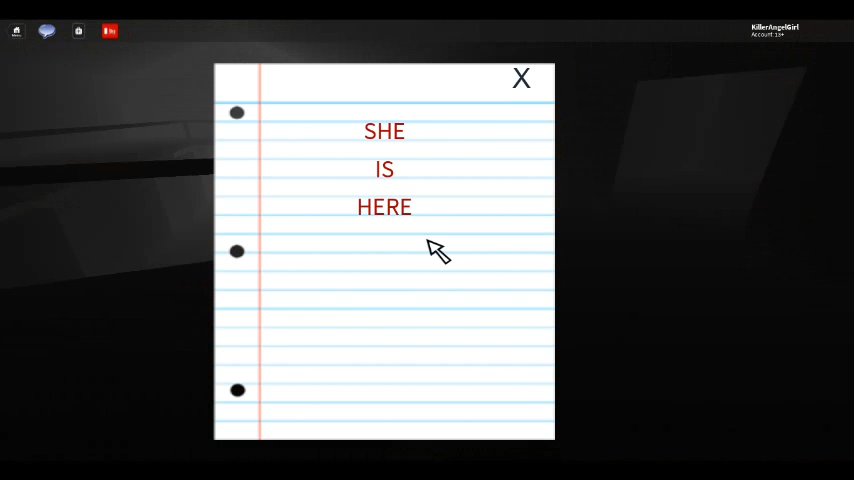 KillerAngelGirl
Account: 13+
X
SHE
IS
HERE